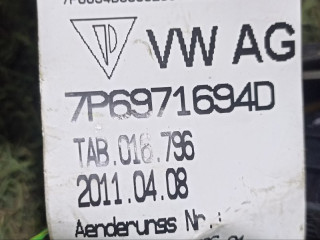 VW AG
7P6971694D
TAB.016.796
2011.04.08
Aenderungs Nr.: